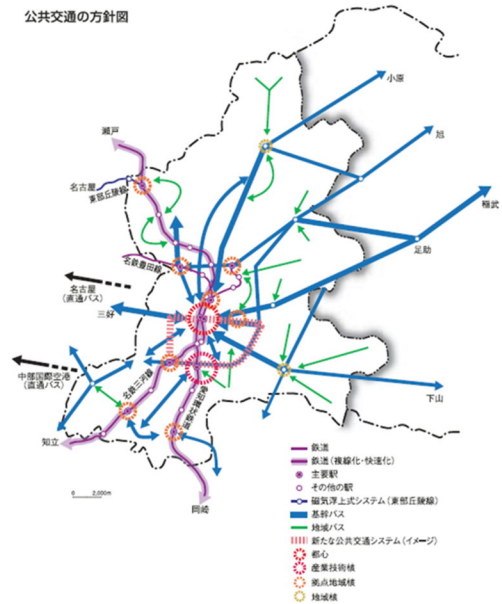 公共交通の方針図
小原
旭
瀬戸
名古屋
東部丘陵線
稲武
足助
名鉄豊田線
名古屋
(直通バス)
三好
中部国際空港
(直通バス)
名鉄三河線
愛知環状鉄道
下山
知立
岡崎
0 2,000m
鉄道
鉄道(複線化・快速化)
主要駅
その他の駅
磁気浮上式システム(東部丘陵線)
基幹バス
地域バス
新たな公共交通システム(イメージ)
都心
産業技術核
拠点地域核
地域核